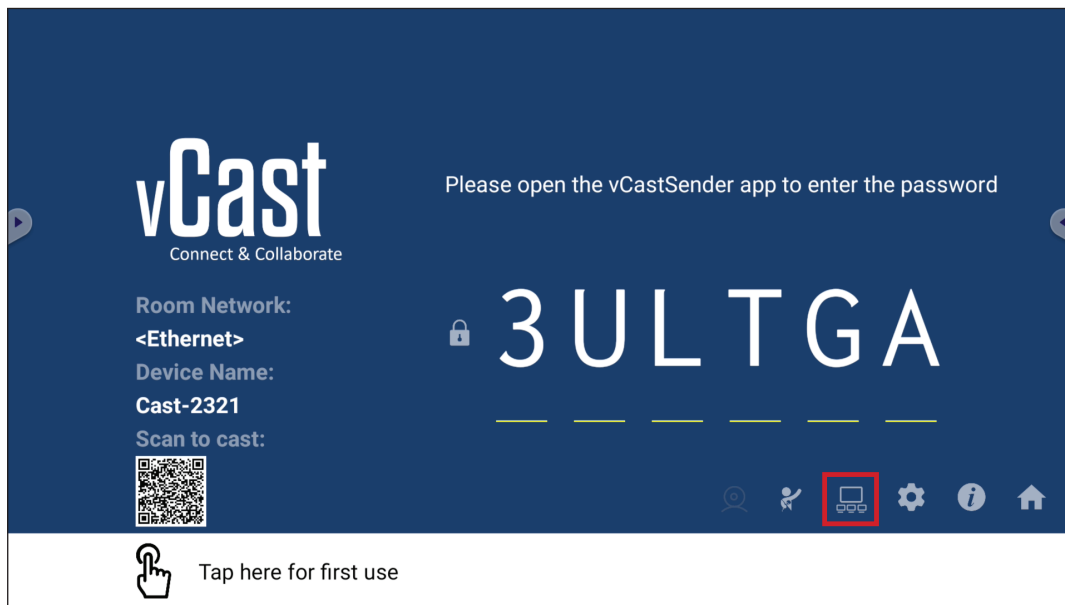 vCast
Connect & Collaborate
Please open the vCastSender app to enter the password
Room Network:
<Ethernet>
Device Name:
Cast-2321
Scan to cast:
3ULTGA
Tap here for first use